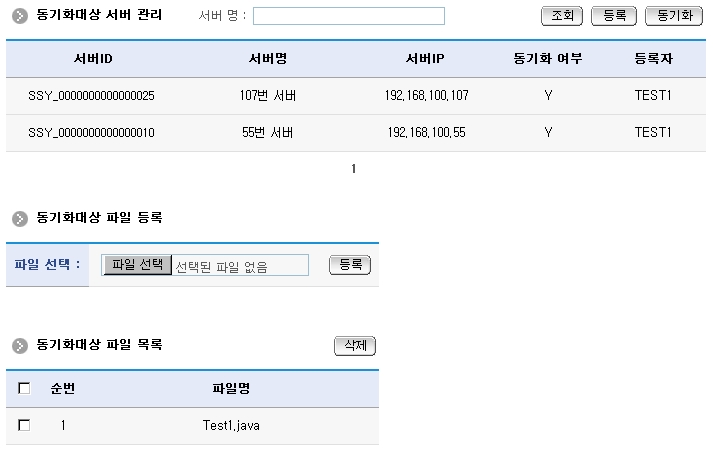 동기화대상 서버 관리 서버 명 : 조회 등록 동기화
서버ID 서버명 서버IP 동기화 여부 등록자
SSY_0000000000000025 107번 서버 192.168.100.107 Y TEST1
SSY_0000000000000010 55번 서버 192.168.100.55 Y TEST1
1
동기화대상 파일 등록
파일 선택 : 파일 선택 선택된 파일 없음 등록
동기화대상 파일 목록 삭제
순번 파일명
1 Test1.java